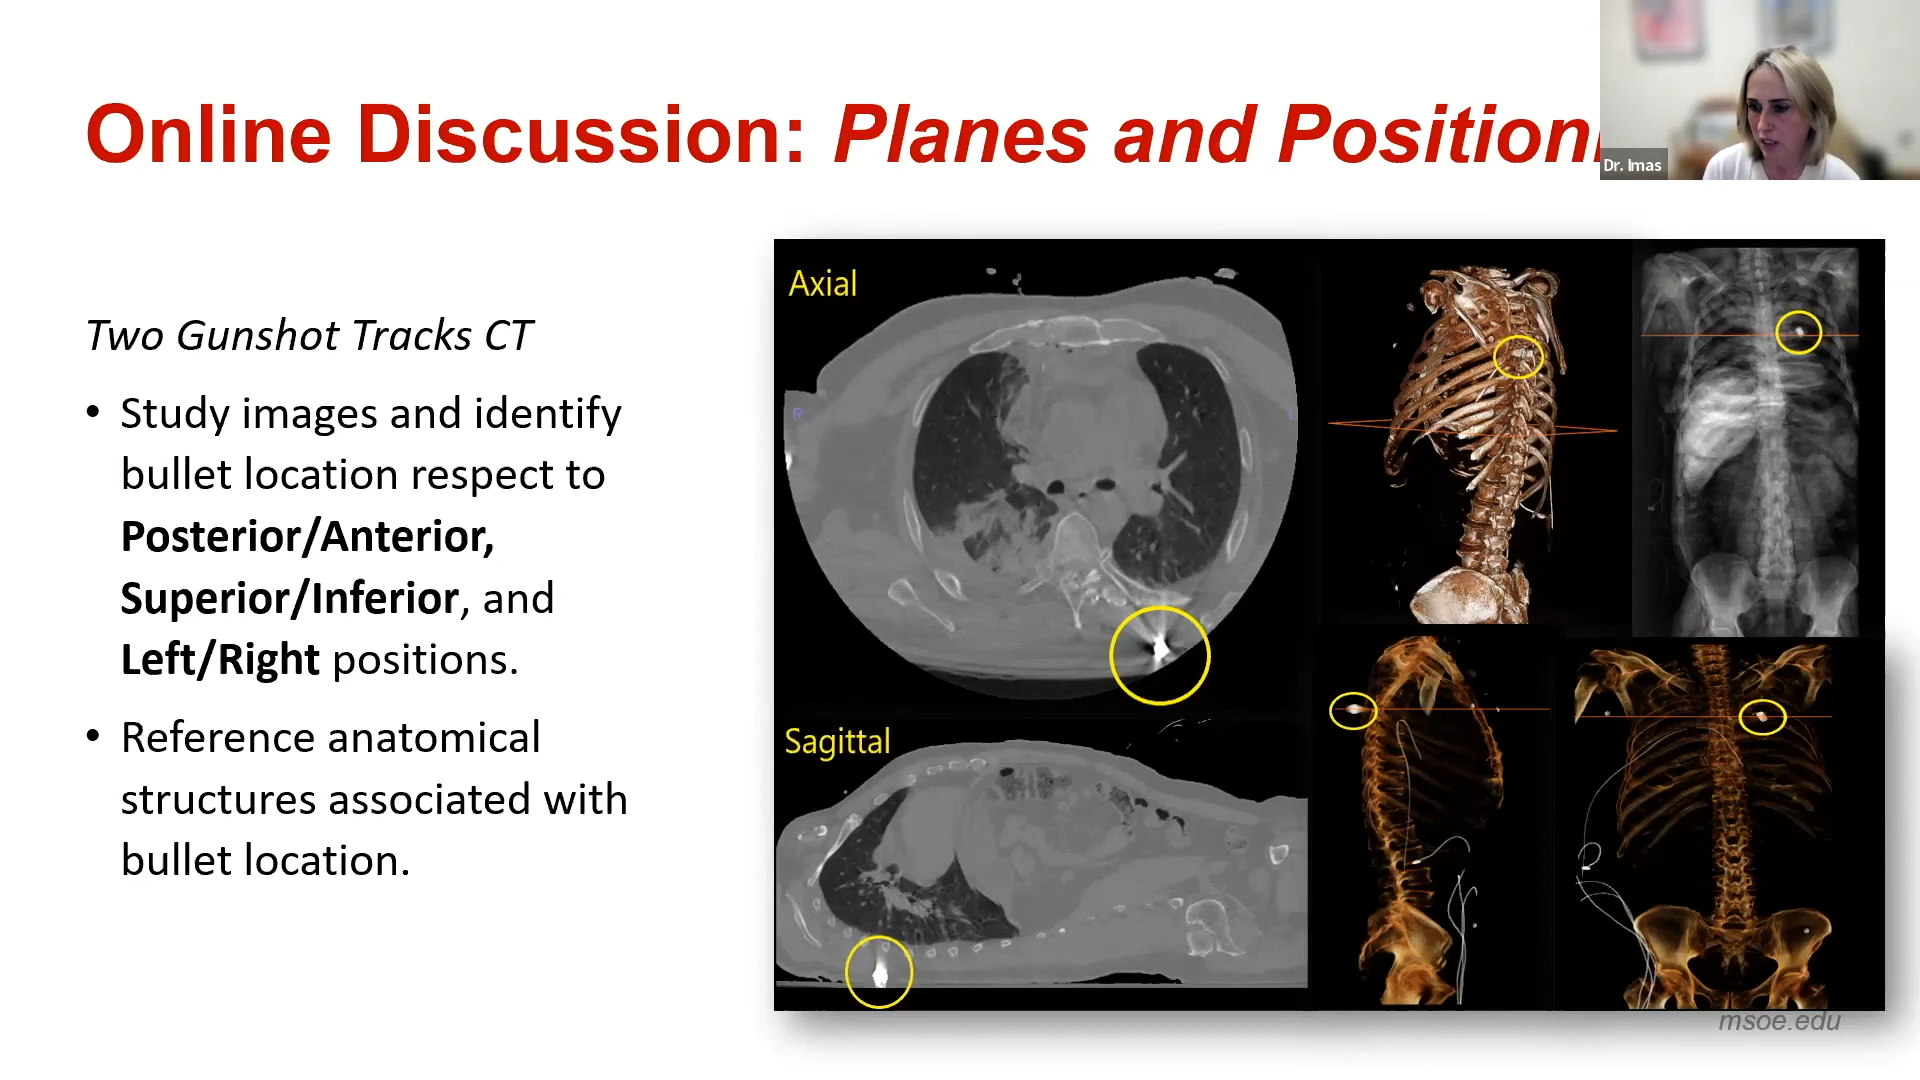 Online Discussion: Planes and Position
Dr. Imas
Two Gunshot Tracks CT
• Study images and identify
bullet location respect to
Posterior/Anterior,
Superior/Inferior, and
Left/Right positions.
• Reference anatomical
structures associated with
bullet location.
Axial
R
L
Sagittal
msoe.edu